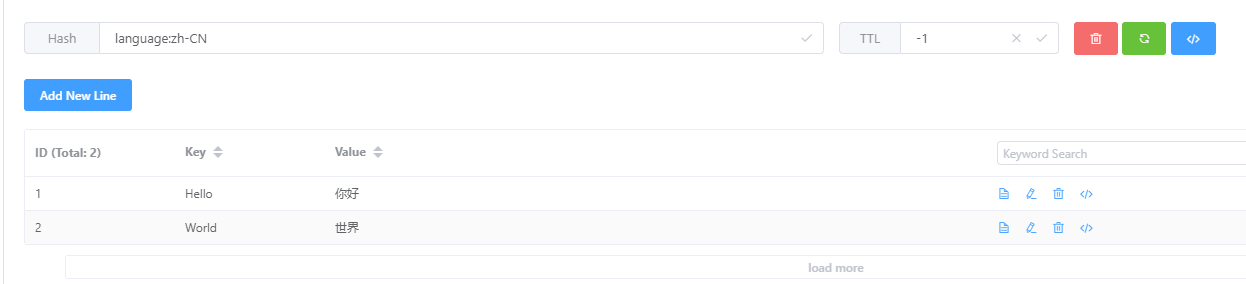 Hash language:zh-CN TTL -1
Add New Line
ID (Total: 2) Key Value Keyword Search
1 Hello 你好
2 World 世界
load more